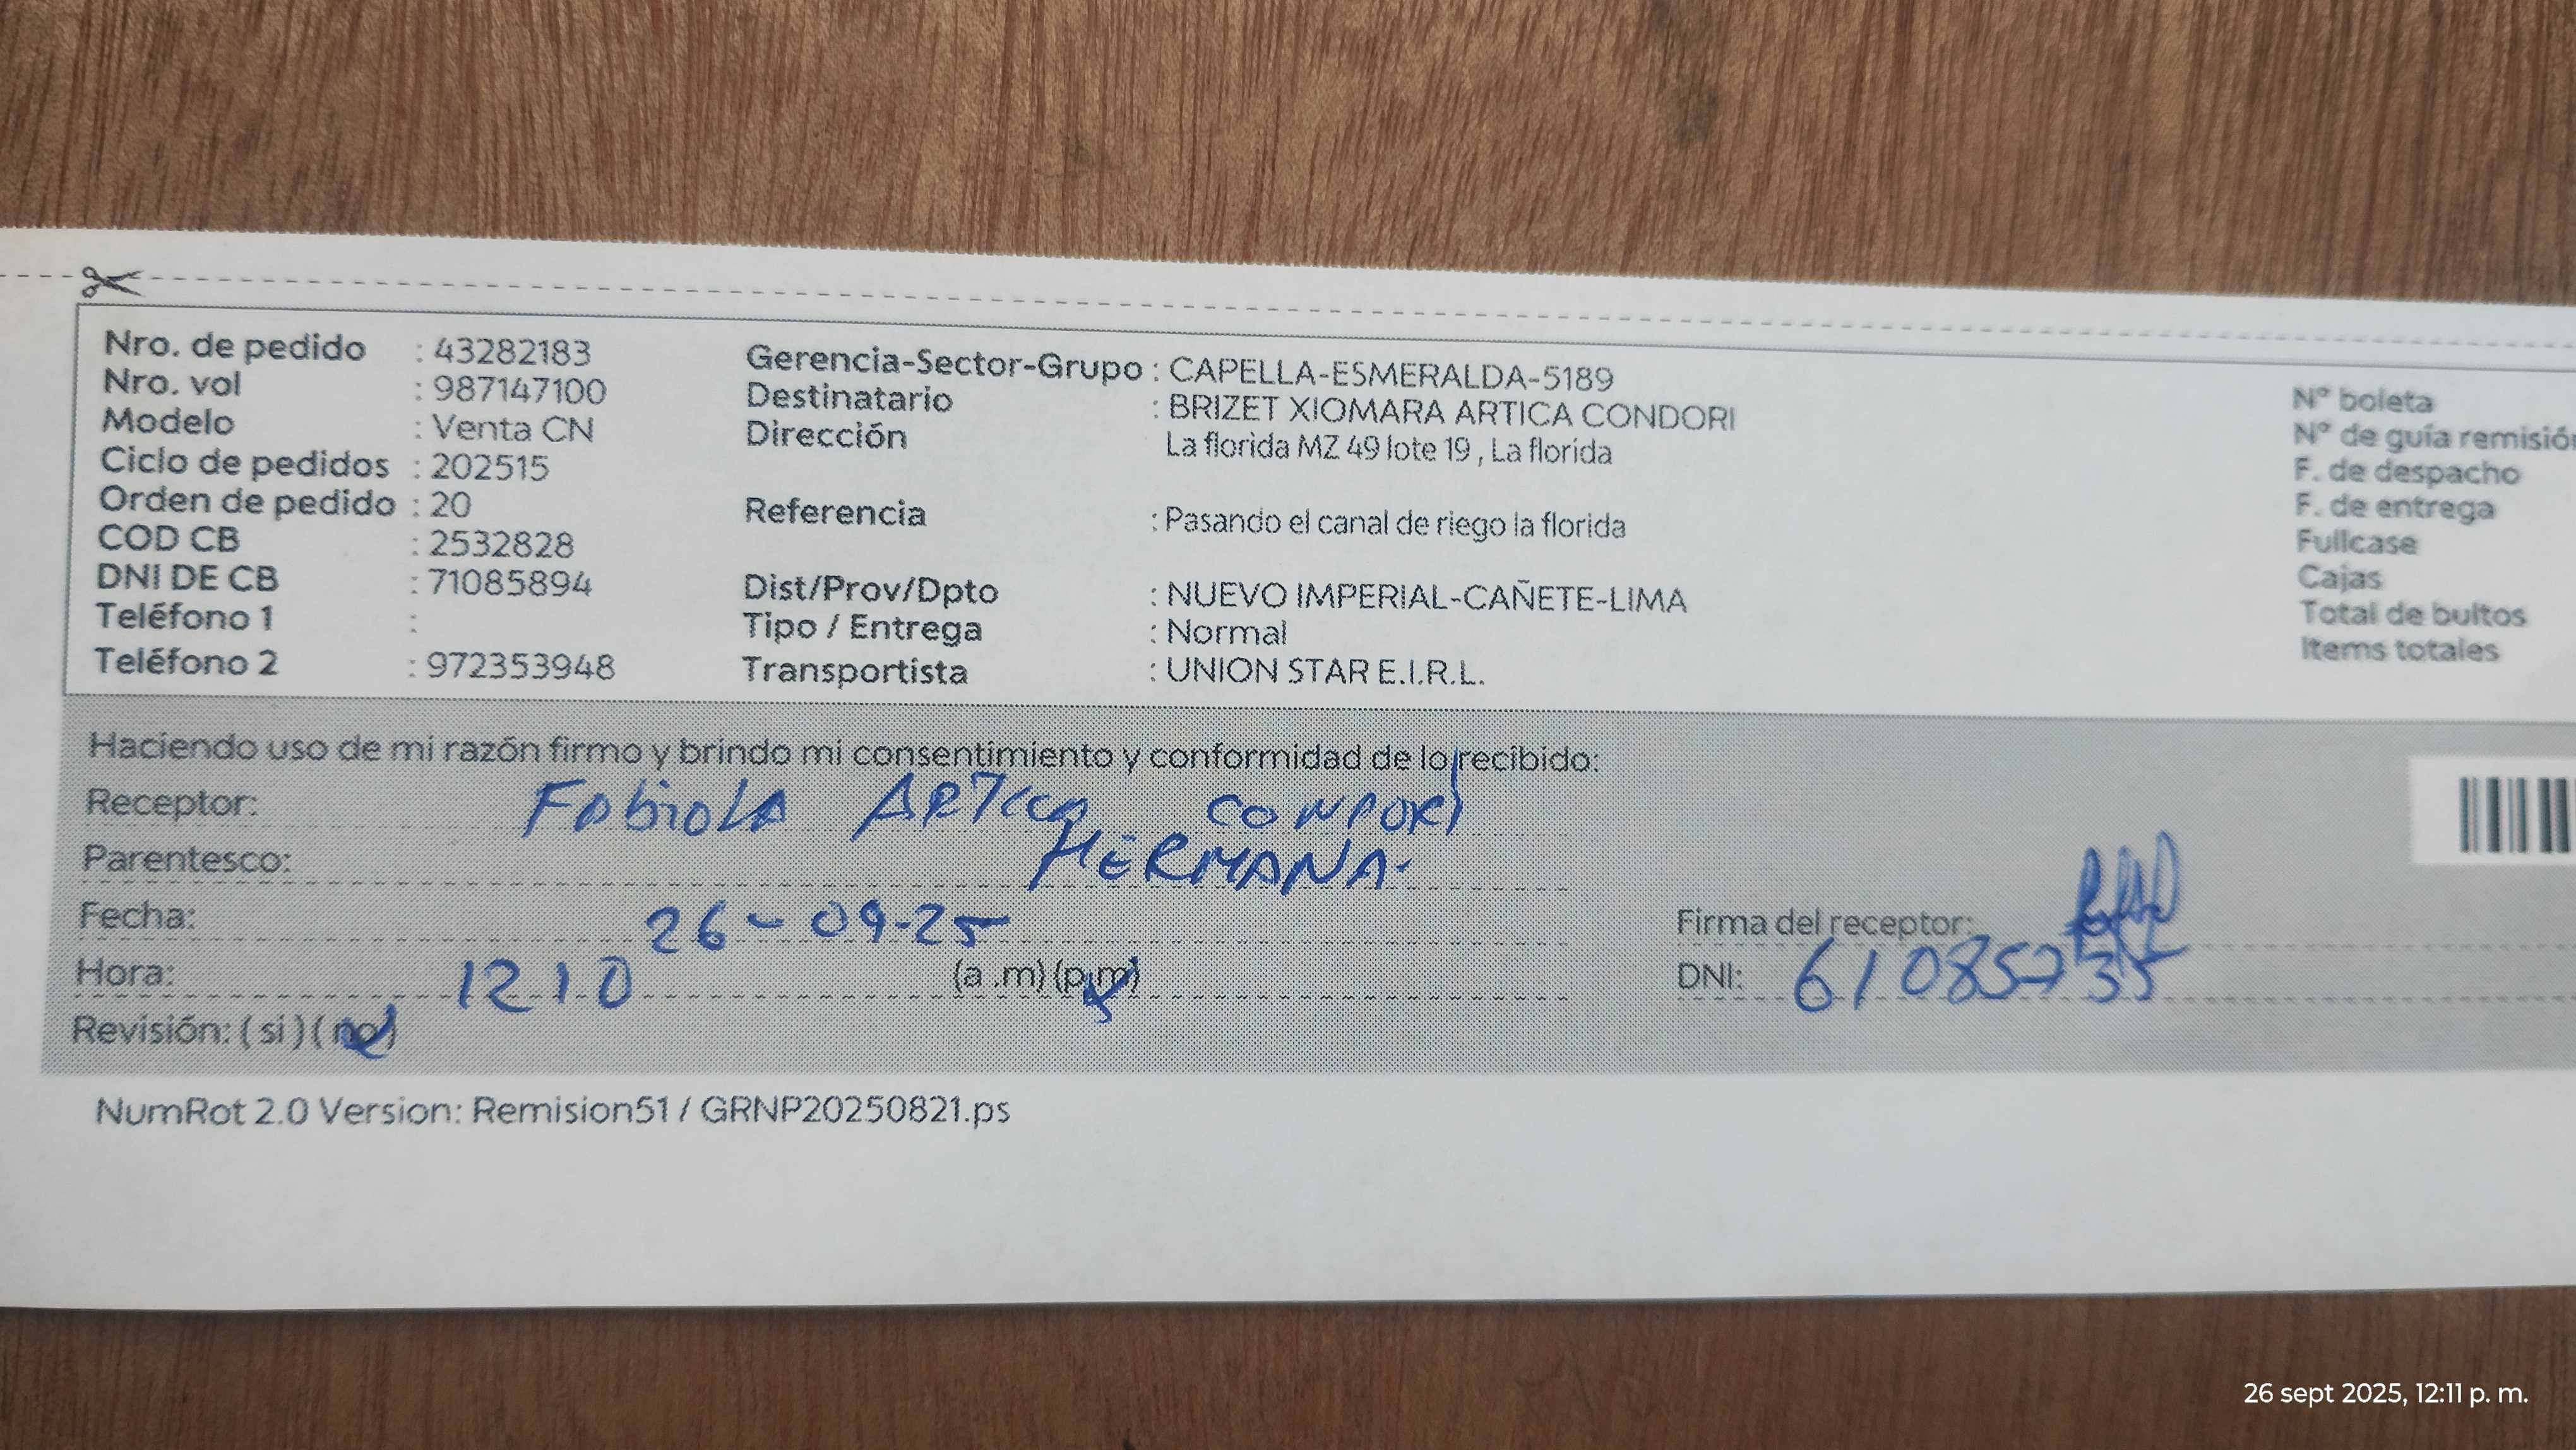 Nro. de pedido : 43282183
Nro. vol : 987147100
Modelo : Venta CN
Ciclo de pedidos : 202515
Orden de pedido : 20
COD CB : 2532828
DNI DE CB : 71085894
Teléfono 1 :
Teléfono 2 : 972353948
Gerencia-Sector-Grupo : CAPELLA-ESMERALDA-5189
Destinatario : BRIZET XIOMARA ARTICA CONDORI
Dirección La florida MZ 49 lote 19 , La florida
Referencia : Pasando el canal de riego la florida
Dist/Prov/Dpto : NUEVO IMPERIAL-CAÑETE-LIMA
Tipo / Entrega : Normal
Transportista : UNION STAR E.I.R.L.
N° boleta
N° de guía remisión
F. de despacho
F. de entrega
Fullcase
Cajas
Total de bultos
Items totales
Haciendo uso de mi razón firmo y brindo mi consentimiento y conformidad de lo recibido:
Receptor: FabioLA ARTica CONDORI
Parentesco: HERMANA.
Fecha: 26-09-25
Hora: 1210 (a .m) (p.m)
Revisión: ( si ) ( no )
Firma del receptor:
DNI: 61085735
NumRot 2.0 Version: Remision51 / GRNP20250821.ps
26 sept 2025, 12:11 p. m.